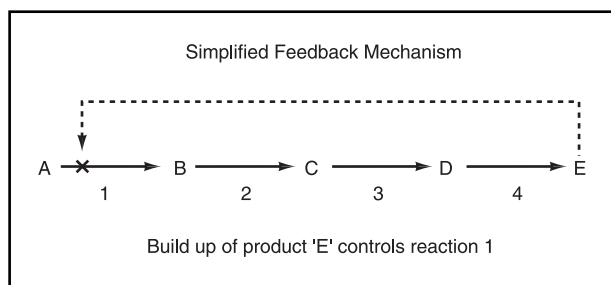 Simplified Feedback Mechanism
A B C D E
1 2 3 4
Build up of product 'E' controls reaction 1